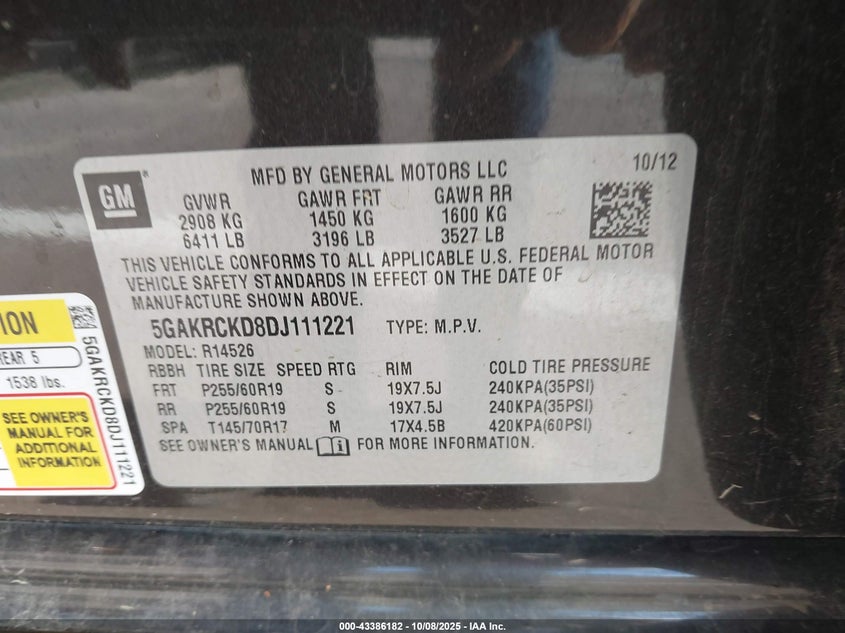 MFD BY GENERAL MOTORS LLC 10/12
GM
GVWR GAWR FRT GAWR RR
2908 KG 1450 KG 1600 KG
6411 LB 3196 LB 3527 LB
THIS VEHICLE CONFORMS TO ALL APPLICABLE U.S. FEDERAL MOTOR
VEHICLE SAFETY STANDARDS IN EFFECT ON THE DATE OF
MANUFACTURE SHOWN ABOVE.
5GAKRCKD8DJ111221 TYPE: M.P.V.
MODEL: R14526
RBBH TIRE SIZE SPEED RTG RIM COLD TIRE PRESSURE
FRT P255/60R19 S 19X7.5J 240KPA(35PSI)
RR P255/60R19 S 19X7.5J 240KPA(35PSI)
SPA T145/70R17 M 17X4.5B 420KPA(60PSI)
SEE OWNER'S MANUAL FOR MORE INFORMATION.
ION
REAR 5
1538 lbs.
SEE OWNER'S
MANUAL FOR
ADDITIONAL
INFORMATION
5GAKRCKD8DJ111221
000-43386182 - 10/08/2025 - IAA Inc.